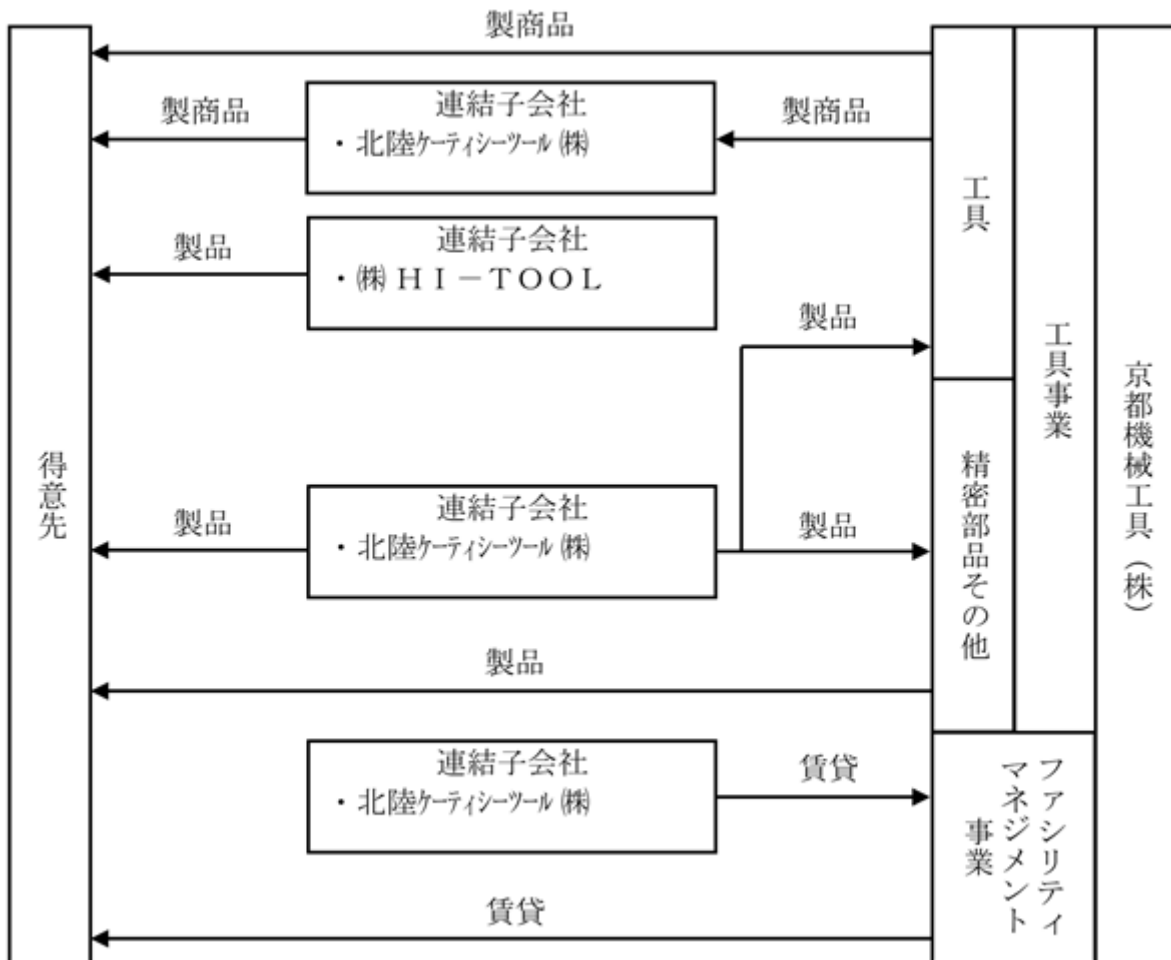 製商品
製商品
連結子会社
・北陸ｹｰﾃｨｼｰﾂｰﾙ㈱
製商品
製品
連結子会社
・㈱ＨＩ－ＴＯＯＬ
製品
製品
連結子会社
・北陸ｹｰﾃｨｼｰﾂｰﾙ㈱
製品
製品
連結子会社
・北陸ｹｰﾃｨｼｰﾂｰﾙ㈱
賃貸
賃貸
得意先
工具
精密部品その他
工具事業
ファシリティ
マネジメント
事業
京都機械工具（株）